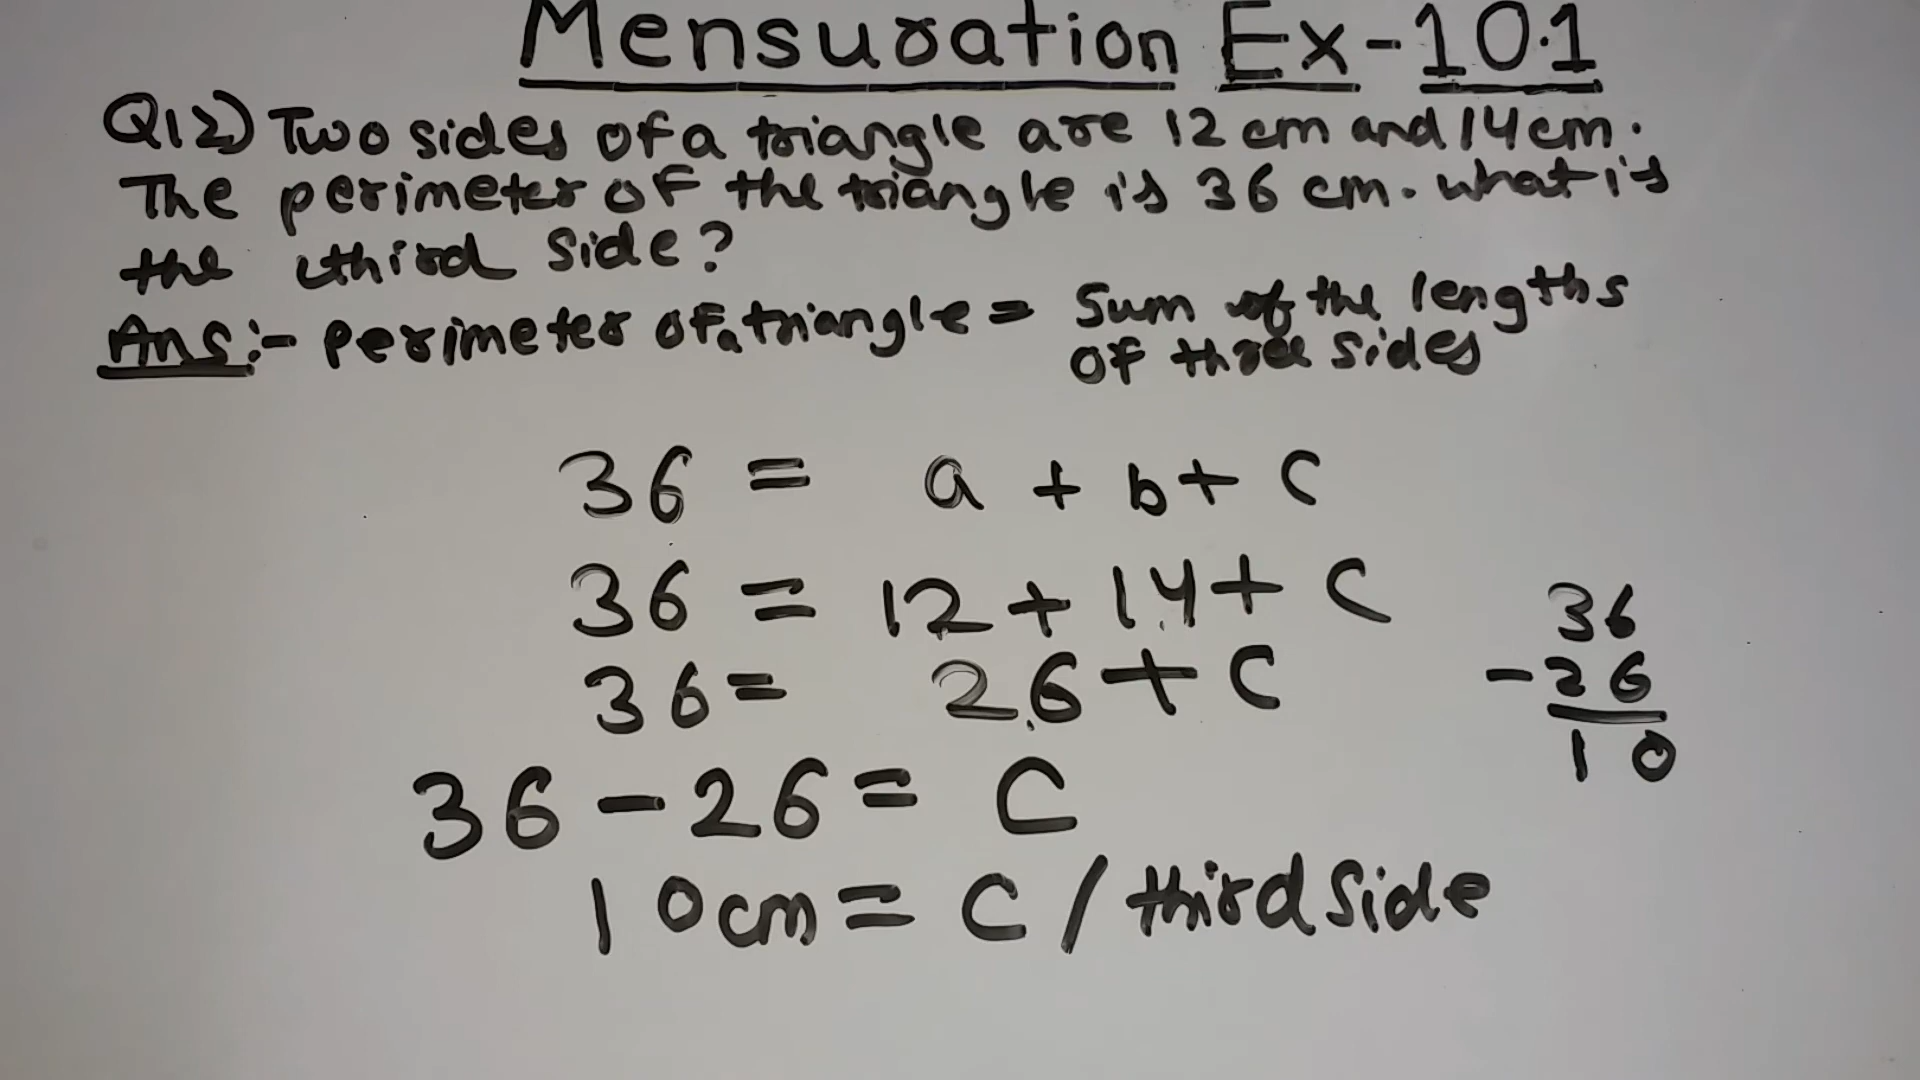 Mensuration Ex-10.1
Q12) Two sides of a triangle are 12 cm and 14 cm.
The perimeter of the triangle is 36 cm. what is
the third side?
Ans:- perimeter of a triangle = Sum of the lengths
of three sides
36 = a + b + c
36 = 12 + 14 + c
36 = 26 + c
36 - 26 = c
10 cm = c / third side
36
- 26
10